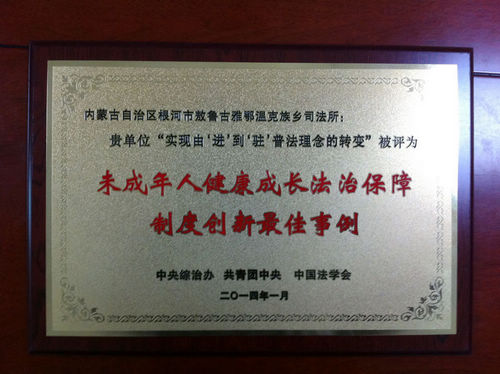 内蒙古自治区根河市敖鲁古雅鄂温克族乡司法所：
贵单位“实现由‘进’到‘驻’普法理念的转变”被评为
未成年人健康成长法治保障
制度创新最佳事例
中央综治办 共青团中央 中国法学会
二〇一四年一月